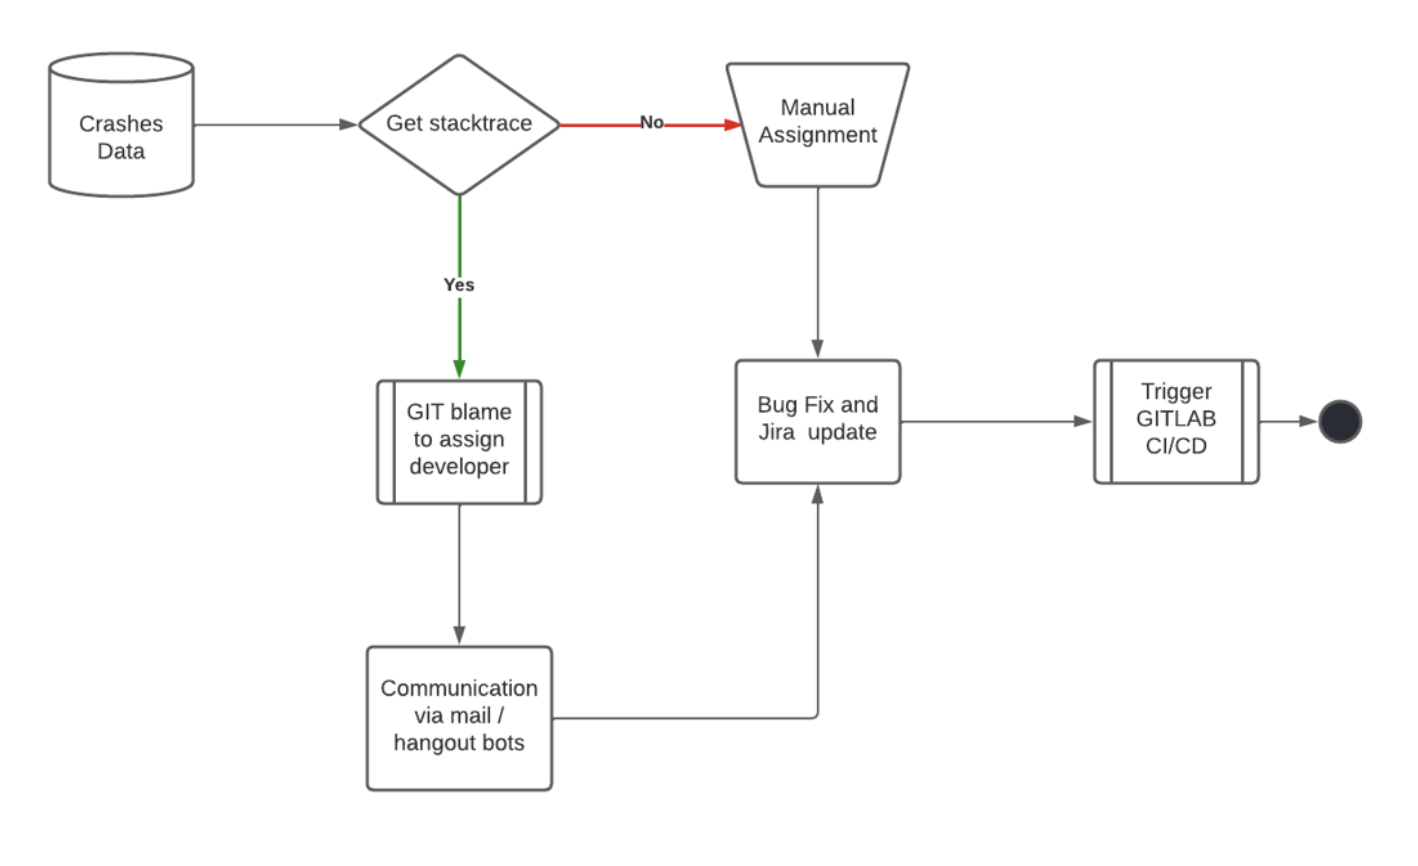 Crashes
Data
Get stacktrace
No
Manual
Assignment
Yes
GIT blame
to assign
developer
Bug Fix and
Jira  update
Trigger
GITLAB
CI/CD
Communication
via mail /
hangout bots